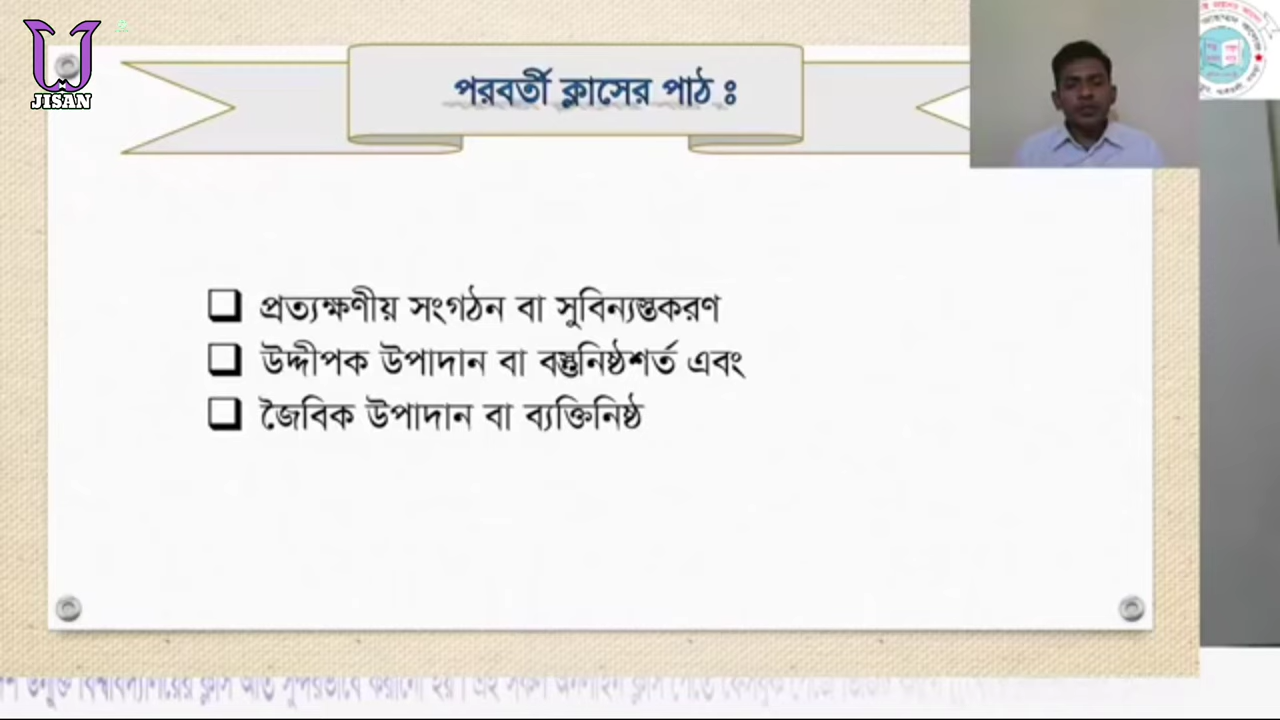 JISAN
পরবর্তী ক্লাসের পাঠ ঃ
প্রত্যক্ষণীয় সংগঠন বা সুবিন্যস্তকরণ
উদ্দীপক উপাদান বা বস্তুনিষ্ঠশর্ত এবং
জৈবিক উপাদান বা ব্যক্তিনিষ্ঠ